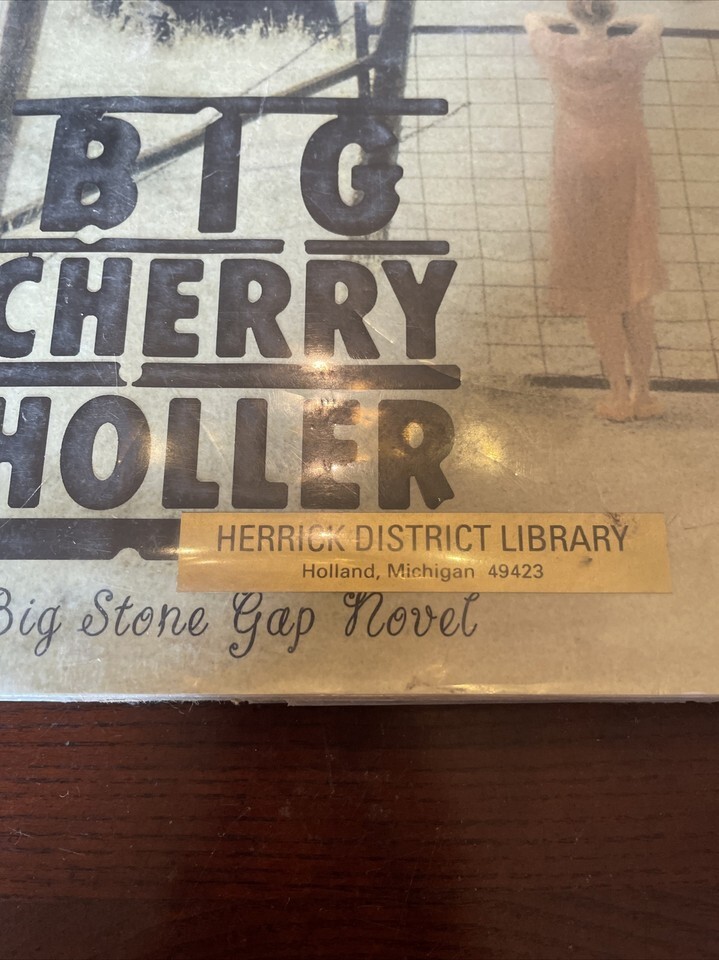 BIG
CHERRY
HOLLER
HERRICK DISTRICT LIBRARY
Holland, Michigan 49423
Big Stone Gap Novel